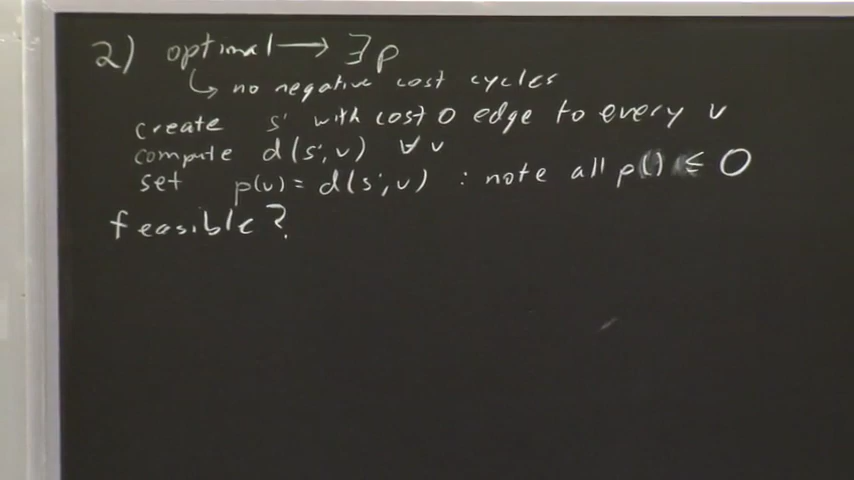 2) optimal → ∃p
↳ no negative cost cycles
create s' with cost 0 edge to every v
compute d(s', v) ∀ v
set p(v) = d(s', v) : note all p() ≤ 0
feasible?